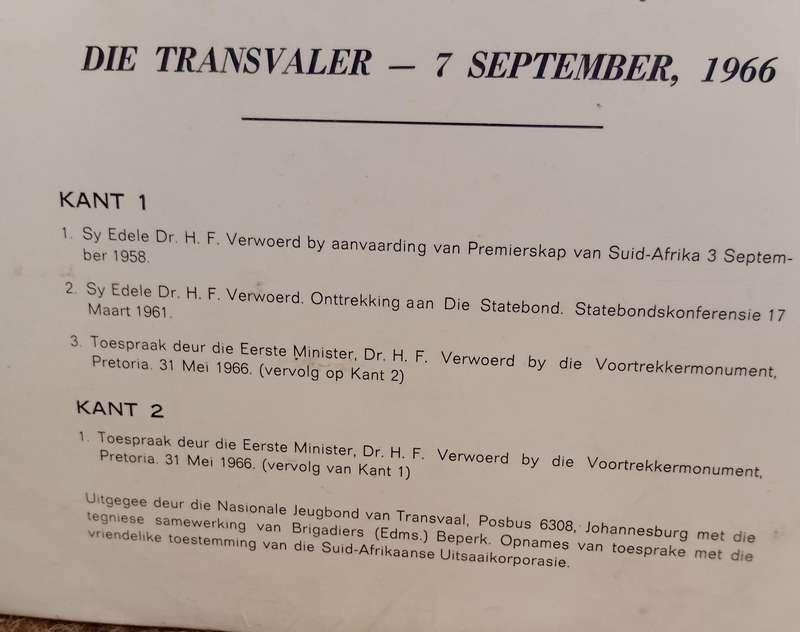 DIE TRANSVALER — 7 SEPTEMBER, 1966
KANT 1
1. Sy Edele Dr. H. F. Verwoerd by aanvaarding van Premierskap van Suid-Afrika 3 Septem-
ber 1958.
2. Sy Edele Dr. H. F. Verwoerd. Onttrekking aan Die Statebond. Statebondskonferensie 17
Maart 1961.
3. Toespraak deur die Eerste Minister, Dr. H. F. Verwoerd by die Voortrekkermonument,
Pretoria. 31 Mei 1966. (vervolg op Kant 2)
KANT 2
1. Toespraak deur die Eerste Minister, Dr. H. F. Verwoerd by die Voortrekkermonument,
Pretoria. 31 Mei 1966. (vervolg van Kant 1)
Uitgegee deur die Nasionale Jeugbond van Transvaal, Posbus 6308, Johannesburg met die
tegniese samewerking van Brigadiers (Edms.) Beperk. Opnames van toesprake met die
vriendelike toestemming van die Suid-Afrikaanse Uitsaaikorporasie.